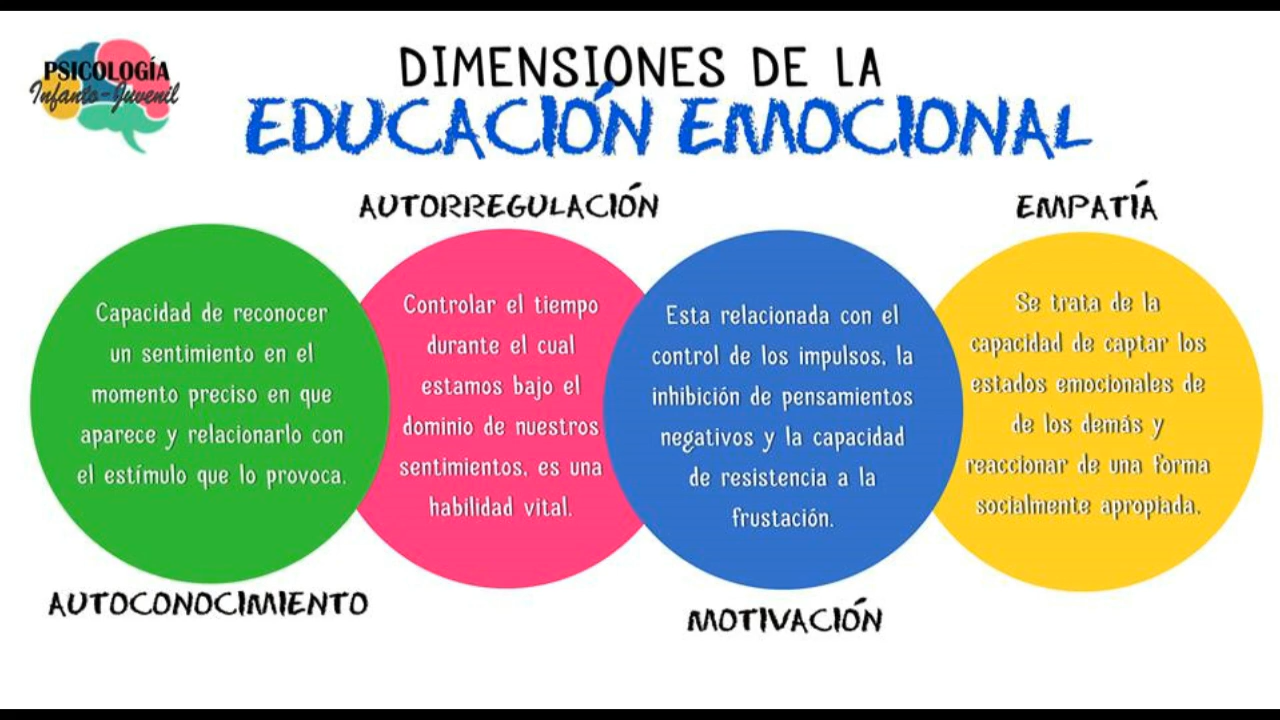 PSICOLOGÍA
Infanto-Juvenil
DIMENSIONES DE LA
EDUCACIÓN EMOCIONAL
AUTOCONOCIMIENTO
Capacidad de reconocer
un sentimiento en el
momento preciso en que
aparece y relacionarlo con
el estímulo que lo provoca.
AUTORREGULACIÓN
Controlar el tiempo
durante el cual
estamos bajo el
dominio de nuestros
sentimientos, es una
habilidad vital.
MOTIVACIÓN
Esta relacionada con el
control de los impulsos, la
inhibición de pensamientos
negativos y la capacidad
de resistencia a la
frustación.
EMPATÍA
Se trata de la
capacidad de captar los
estados emocionales de
de los demás y
reaccionar de una forma
socialmente apropiada.